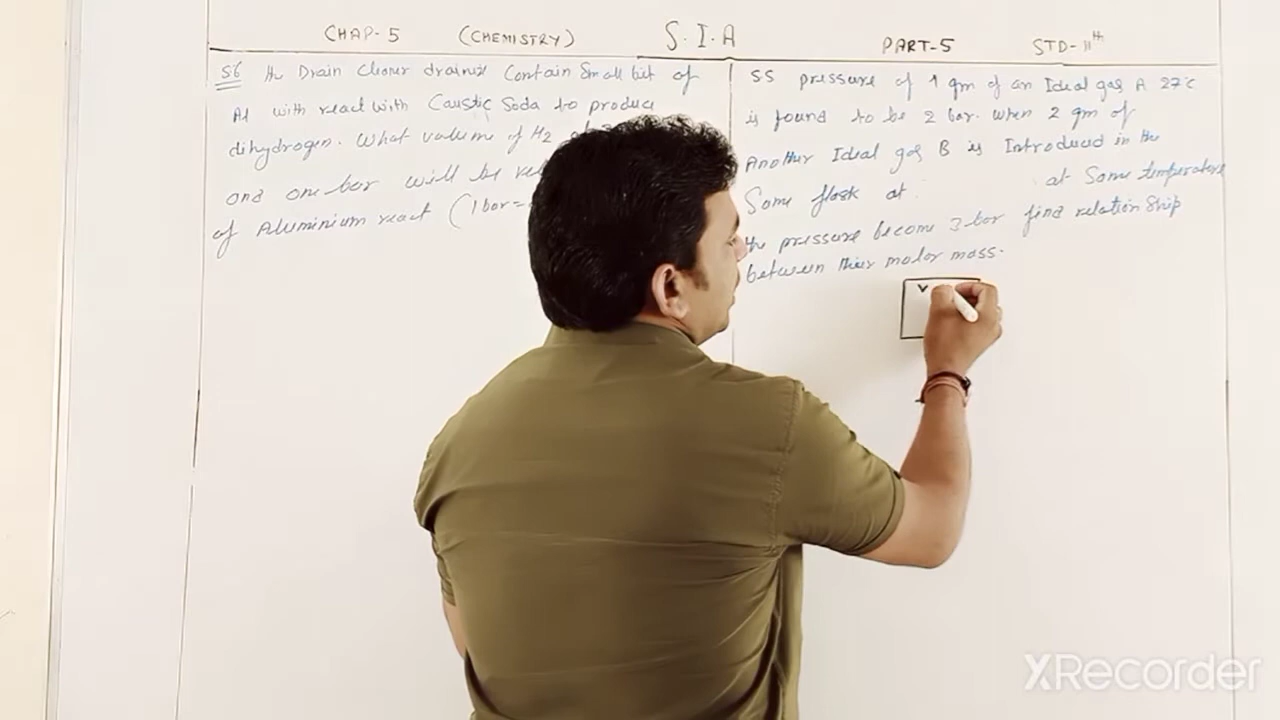 CHAP-5 (CHEMISTRY) S.I.A PART-5 STD-11th
56 The Drain Cleaner drainex Contain Small bit of
Al with react with Caustic Soda to produce
dihydrogen. What volume of H2
and one bar will be
of Aluminium react (1 bar =
55 pressure of 1 gm of an Ideal gas A 27°C
is found to be 2 bar. when 2 gm of
Another Ideal gas B is Introduced in the
Same flask at at Same temperature
the pressure become 3 bar find relation ship
between their molar mass.
V
XRecorder